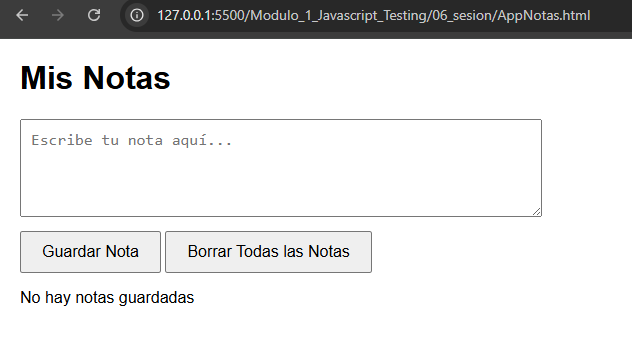 127.0.0.1:5500/Modulo_1_Javascript_Testing/06_sesion/AppNotas.html
Mis Notas
Escribe tu nota aquí...
Guardar Nota Borrar Todas las Notas
No hay notas guardadas